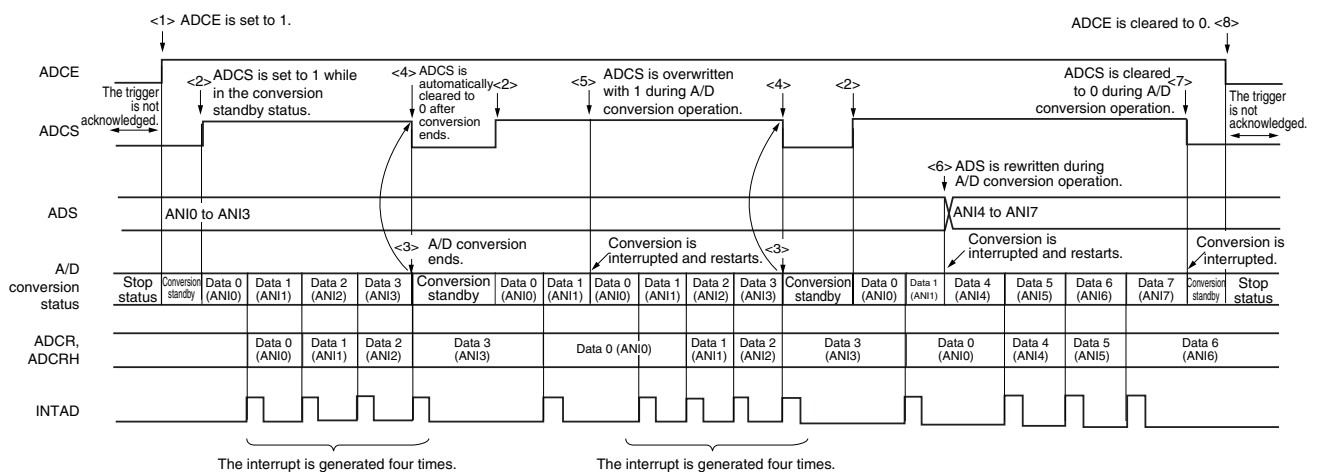 <1> ADCE is set to 1.
ADCE is cleared to 0. <8>
ADCE
The trigger
is not
acknowledged.
<2> ADCS is set to 1 while
in the conversion
standby status.
<4> ADCS is
automatically
cleared to
0 after
conversion
ends.
<2>
<5> ADCS is overwritten
with 1 during A/D
conversion operation.
<4>
<2>
ADCS is cleared <7>
to 0 during A/D
conversion operation.
The trigger
is not
acknowledged.
ADCS
<6> ADS is rewritten during
A/D conversion operation.
ADS
ANI0 to ANI3
ANI4 to ANI7
<3> A/D conversion
ends.
Conversion is
interrupted and restarts.
<3>
Conversion is
interrupted and restarts.
Conversion is
interrupted.
A/D
conversion
status
Stop
status
Conversion
standby
Data 0
(ANI0)
Data 1
(ANI1)
Data 2
(ANI2)
Data 3
(ANI3)
Conversion
standby
Data 0
(ANI0)
Data 1
(ANI1)
Data 0
(ANI0)
Data 1
(ANI1)
Data 2
(ANI2)
Data 3
(ANI3)
Conversion
standby
Data 0
(ANI0)
Data 1
(ANI1)
Data 4
(ANI4)
Data 5
(ANI5)
Data 6
(ANI6)
Data 7
(ANI7)
Conversion
standby
Stop
status
ADCR,
ADCRH
Data 0
(ANI0)
Data 1
(ANI1)
Data 2
(ANI2)
Data 3
(ANI3)
Data 0 (ANI0)
Data 1
(ANI1)
Data 2
(ANI2)
Data 3
(ANI3)
Data 0
(ANI0)
Data 4
(ANI4)
Data 5
(ANI5)
Data 6
(ANI6)
INTAD
The interrupt is generated four times.
The interrupt is generated four times.